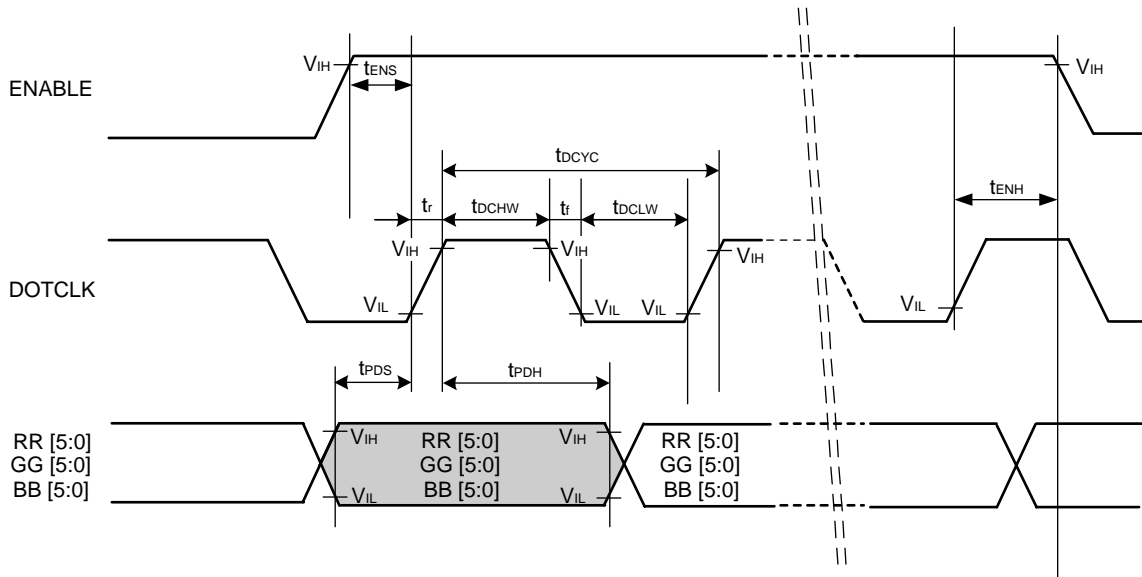 VIH
tENS
VIH
ENABLE
tDCYC
tENH
tr
tDCHW
tf
tDCLW
VIH
VIH
VIH
DOTCLK
VIL
VIL
VIL
VIL
tPDS
tPDH
VIH
VIH
RR [5:0]
GG [5:0]
BB [5:0]
RR [5:0]
GG [5:0]
BB [5:0]
RR [5:0]
GG [5:0]
BB [5:0]
VIL
VIL